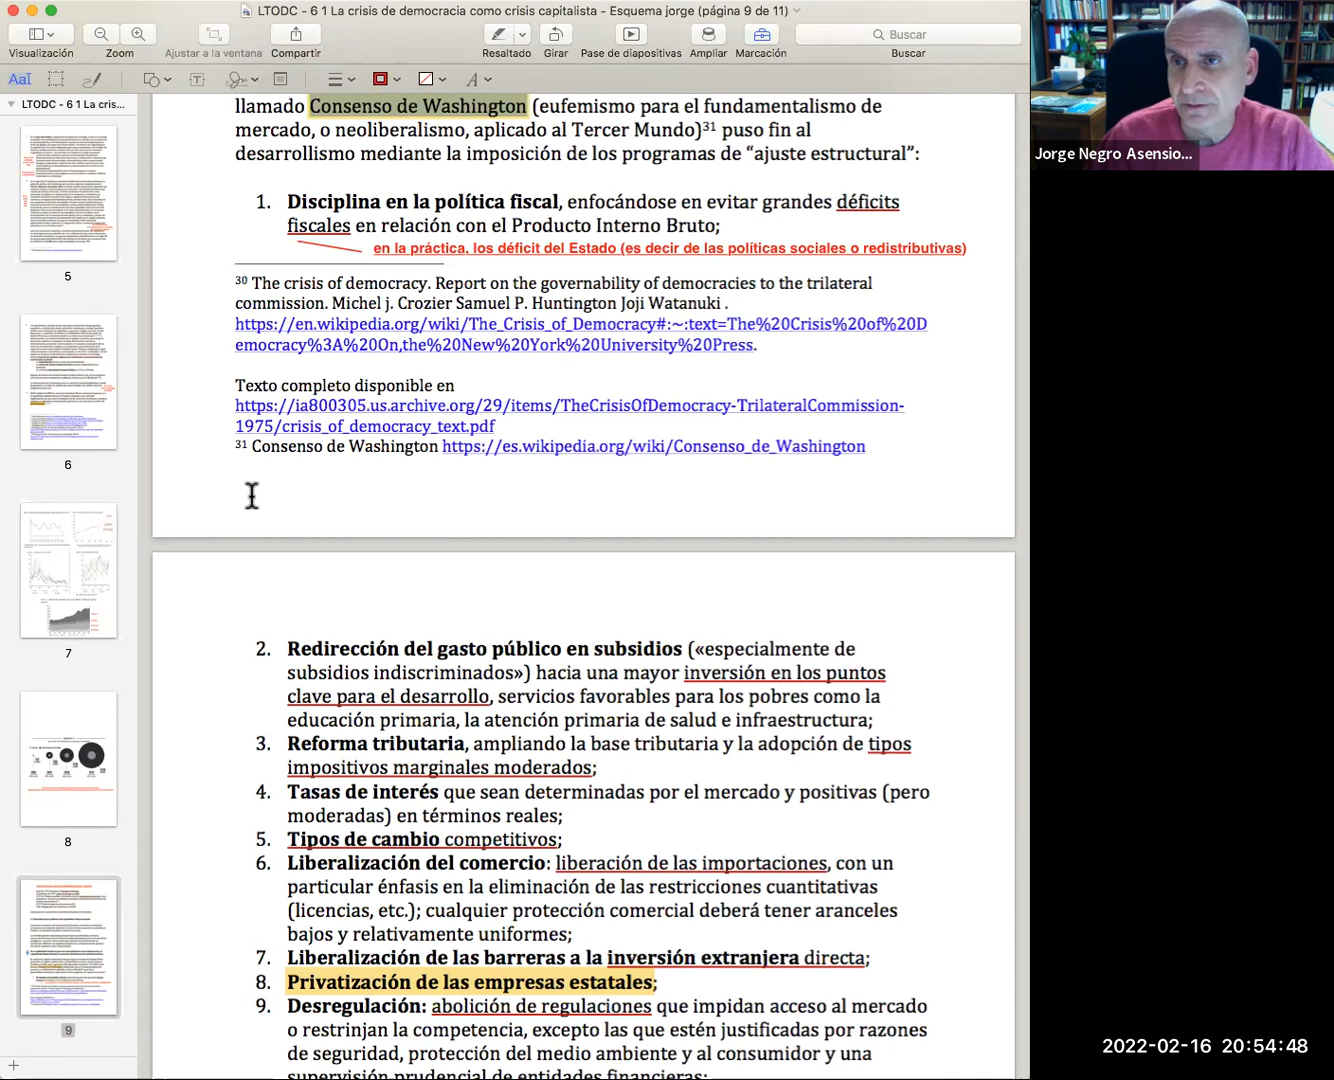 LTODC - 6 1 La crisis de democracia como crisis capitalista - Esquema jorge (página 9 de 11)
Visualización
Zoom
Ajustar a la ventana
Compartir
Resaltado
Girar
Pase de diapositivas
Ampliar
Marcación
Buscar
Buscar
LTODC - 6 1 La cris...
5
6
7
8
9
llamado Consenso de Washington (eufemismo para el fundamentalismo de
mercado, o neoliberalismo, aplicado al Tercer Mundo)31 puso fin al
desarrollismo mediante la imposición de los programas de “ajuste estructural”:
1. Disciplina en la política fiscal, enfocándose en evitar grandes déficits
fiscales en relación con el Producto Interno Bruto;
en la práctica, los déficit del Estado (es decir de las políticas sociales o redistributivas)
30 The crisis of democracy. Report on the governability of democracies to the trilateral
commission. Michel j. Crozier Samuel P. Huntington Joji Watanuki .
https://en.wikipedia.org/wiki/The_Crisis_of_Democracy#:~:text=The%20Crisis%20of%20D
emocracy%3A%20On,the%20New%20York%20University%20Press.
Texto completo disponible en
https://ia800305.us.archive.org/29/items/TheCrisisOfDemocracy-TrilateralCommission-
1975/crisis_of_democracy_text.pdf
31 Consenso de Washington https://es.wikipedia.org/wiki/Consenso_de_Washington
2. Redirección del gasto público en subsidios («especialmente de
subsidios indiscriminados») hacia una mayor inversión en los puntos
clave para el desarrollo, servicios favorables para los pobres como la
educación primaria, la atención primaria de salud e infraestructura;
3. Reforma tributaria, ampliando la base tributaria y la adopción de tipos
impositivos marginales moderados;
4. Tasas de interés que sean determinadas por el mercado y positivas (pero
moderadas) en términos reales;
5. Tipos de cambio competitivos;
6. Liberalización del comercio: liberación de las importaciones, con un
particular énfasis en la eliminación de las restricciones cuantitativas
(licencias, etc.); cualquier protección comercial deberá tener aranceles
bajos y relativamente uniformes;
7. Liberalización de las barreras a la inversión extranjera directa;
8. Privatización de las empresas estatales;
9. Desregulación: abolición de regulaciones que impidan acceso al mercado
o restrinjan la competencia, excepto las que estén justificadas por razones
de seguridad, protección del medio ambiente y al consumidor y una
supervisión prudencial de entidades financieras;
Jorge Negro Asensio...
2022-02-16 20:54:48